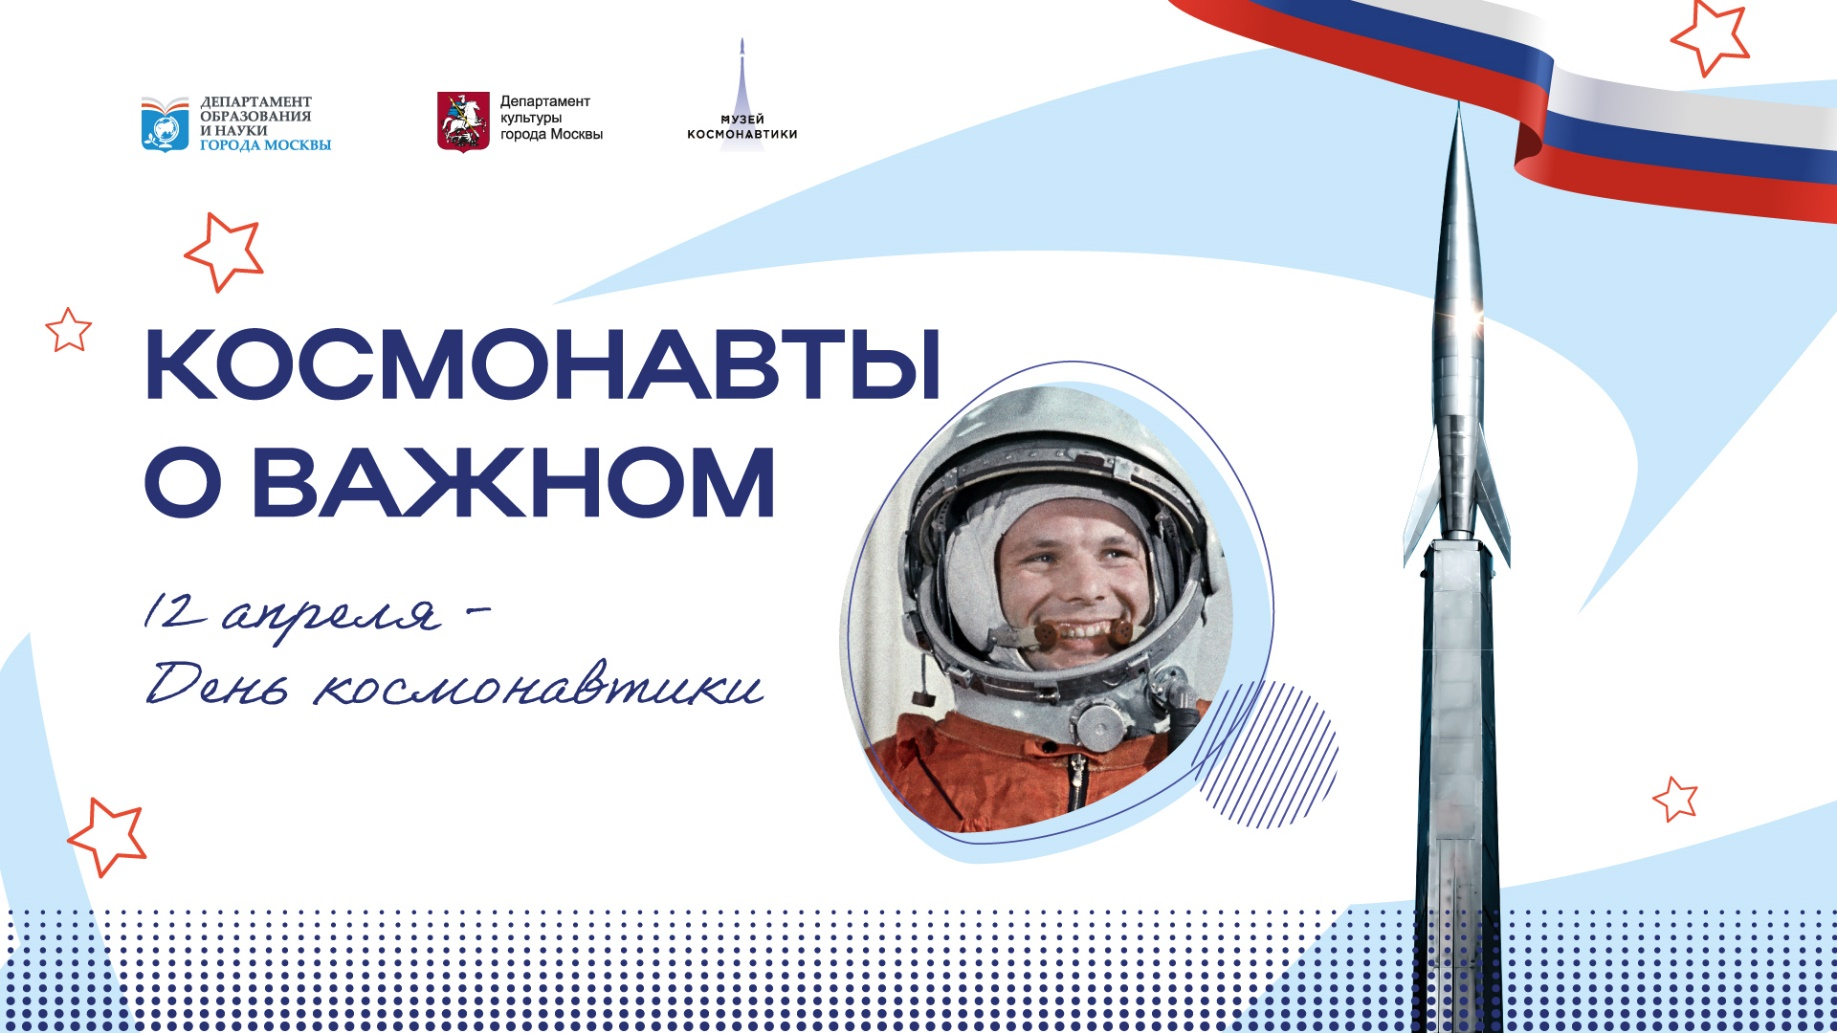 ДЕПАРТАМЕНТ
ОБРАЗОВАНИЯ
И НАУКИ
ГОРОДА МОСКВЫ
Департамент
культуры
города Москвы
МУЗЕЙ
КОСМОНАВТИКИ
КОСМОНАВТЫ
О ВАЖНОМ
12 апреля -
День космонавтики